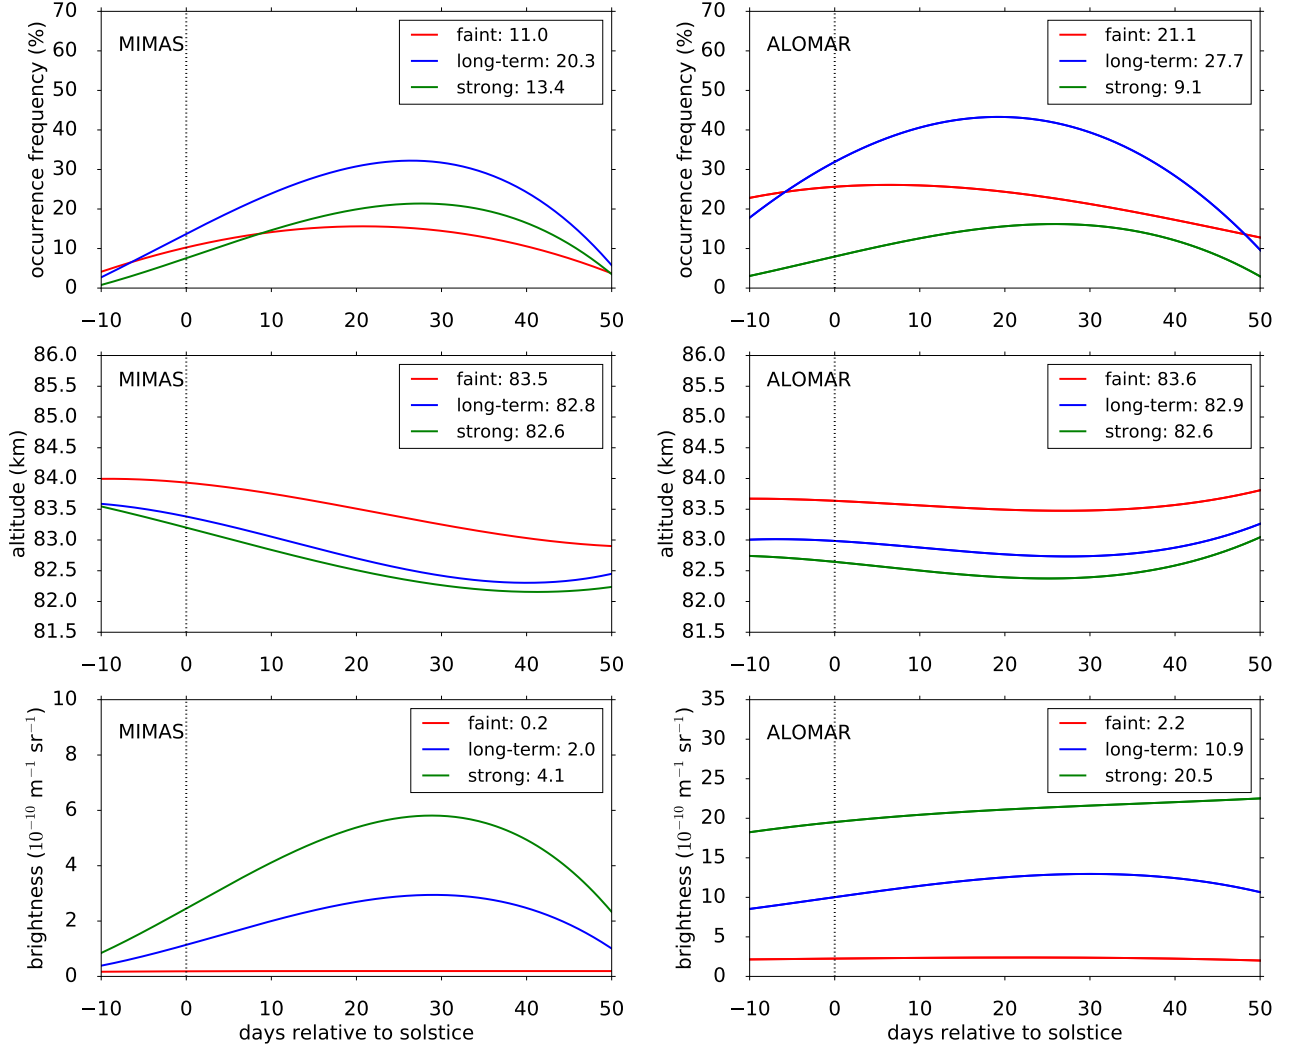 occurrence frequency (%)
70
60
50
40
30
20
10
0
MIMAS
faint: 11.0
long-term: 20.3
strong: 13.4
−10 0 10 20 30 40 50
occurrence frequency (%)
70
60
50
40
30
20
10
0
ALOMAR
faint: 21.1
long-term: 27.7
strong: 9.1
−10 0 10 20 30 40 50
altitude (km)
86.0
85.5
85.0
84.5
84.0
83.5
83.0
82.5
82.0
81.5
MIMAS
faint: 83.5
long-term: 82.8
strong: 82.6
−10 0 10 20 30 40 50
altitude (km)
86.0
85.5
85.0
84.5
84.0
83.5
83.0
82.5
82.0
81.5
ALOMAR
faint: 83.6
long-term: 82.9
strong: 82.6
−10 0 10 20 30 40 50
brightness (10⁻¹⁰ m⁻¹ sr⁻¹)
10
8
6
4
2
0
MIMAS
faint: 0.2
long-term: 2.0
strong: 4.1
−10 0 10 20 30 40 50
days relative to solstice
brightness (10⁻¹⁰ m⁻¹ sr⁻¹)
35
30
25
20
15
10
5
0
ALOMAR
faint: 2.2
long-term: 10.9
strong: 20.5
−10 0 10 20 30 40 50
days relative to solstice